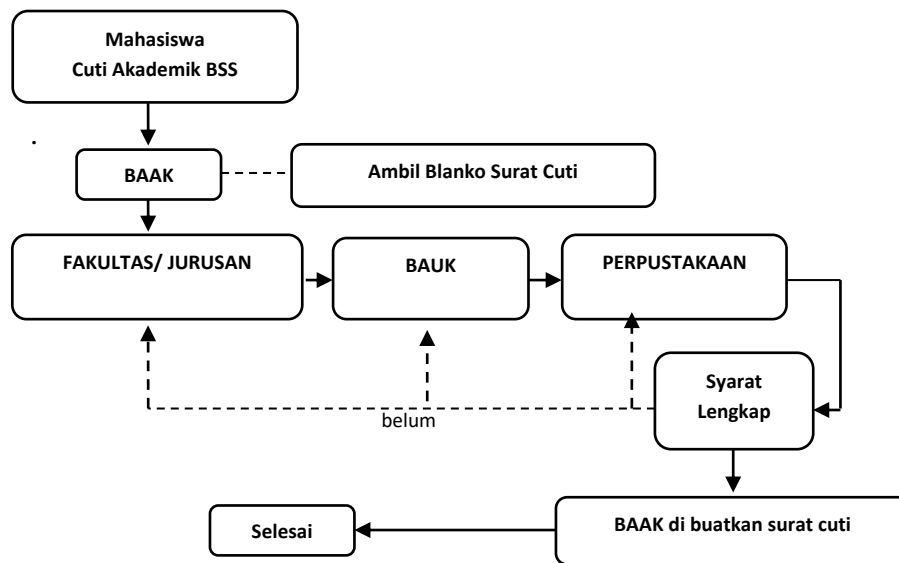 Mahasiswa
Cuti Akademik BSS
.
BAAK
Ambil Blanko Surat Cuti
FAKULTAS/ JURUSAN
BAUK
PERPUSTAKAAN
Syarat
Lengkap
belum
Selesai
BAAK di buatkan surat cuti